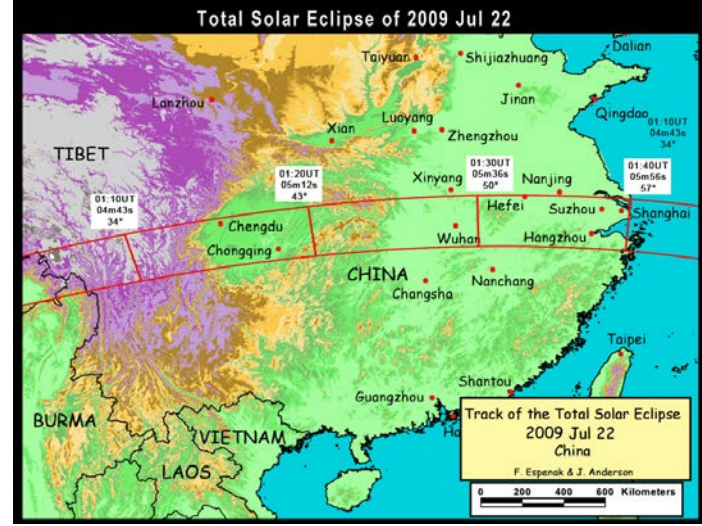 Total Solar Eclipse of 2009 Jul 22
Dalian
Taiyuan
Shijiazhuang
Jinan
Lanzhou
Qingdao
01:10UT
04m43s
34°
Luoyang
Zhengzhou
Xian
TIBET
01:10UT
04m43s
34°
01:20UT
05m12s
43°
01:30UT
05m36s
50°
01:40UT
05m56s
57°
Xinyang
Nanjing
Hefei
Suzhou
Shanghai
Chengdu
Wuhan
Hangzhou
Chongqing
CHINA
Nanchang
Changsha
Taipei
Guangzhou
Shantou
BURMA
VIETNAM
LAOS
Track of the Total Solar Eclipse
2009 Jul 22
China
F. Espenak & J. Anderson
0 200 400 600 Kilometers